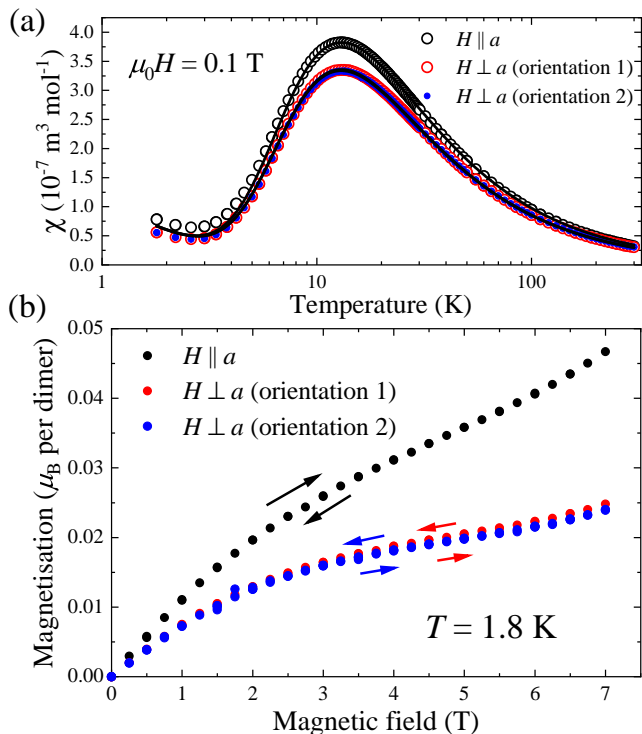 (a)
μ₀H = 0.1 T
H ∥ a
H ⊥ a (orientation 1)
H ⊥ a (orientation 2)
χ (10⁻⁷ m³ mol⁻¹)
4.0
3.5
3.0
2.5
2.0
1.5
1.0
0.5
0.0
1 10 100
Temperature (K)
(b)
H ∥ a
H ⊥ a (orientation 1)
H ⊥ a (orientation 2)
Magnetisation (μ_B per dimer)
0.05
0.04
0.03
0.02
0.01
0.00
T = 1.8 K
0 1 2 3 4 5 6 7
Magnetic field (T)